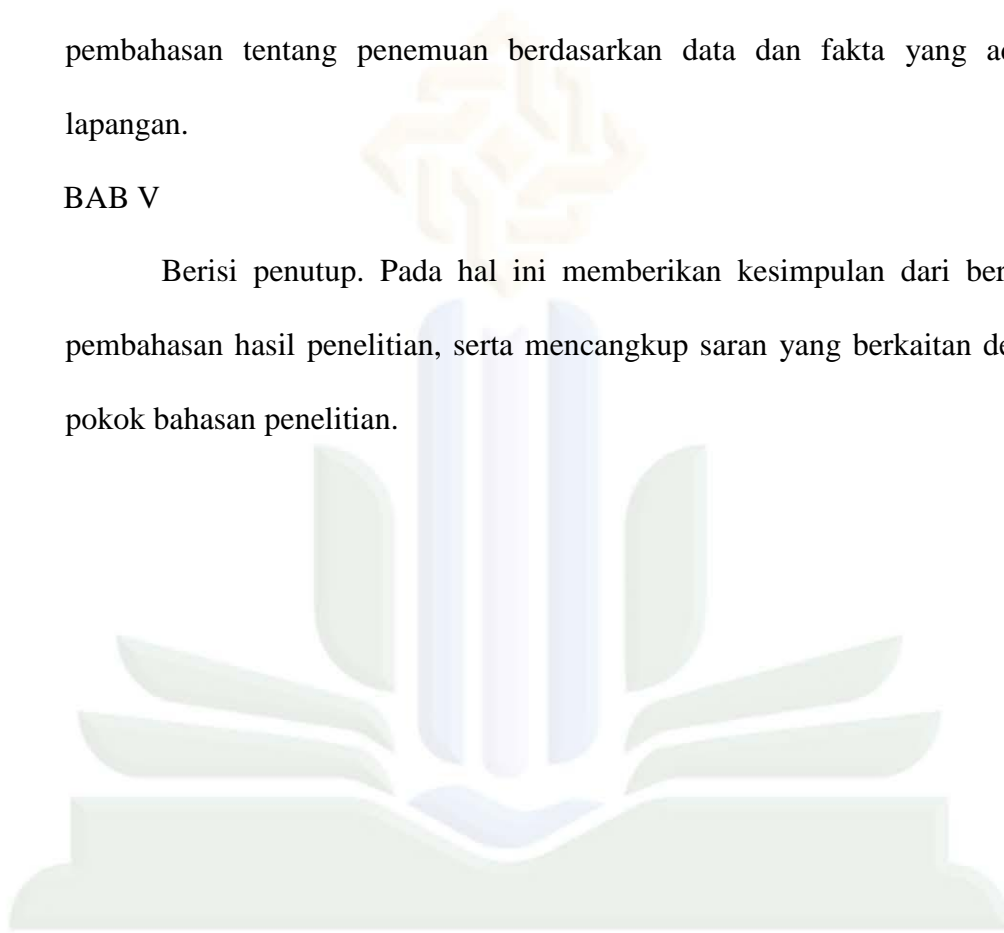 pembahasan tentang penemuan berdasarkan data dan fakta yang
lapangan.
BAB V
Berisi penutup. Pada hal ini memberikan kesimpulan dari
pembahasan hasil penelitian, serta mencangkup saran yang berkaitan
pokok bahasan penelitian.